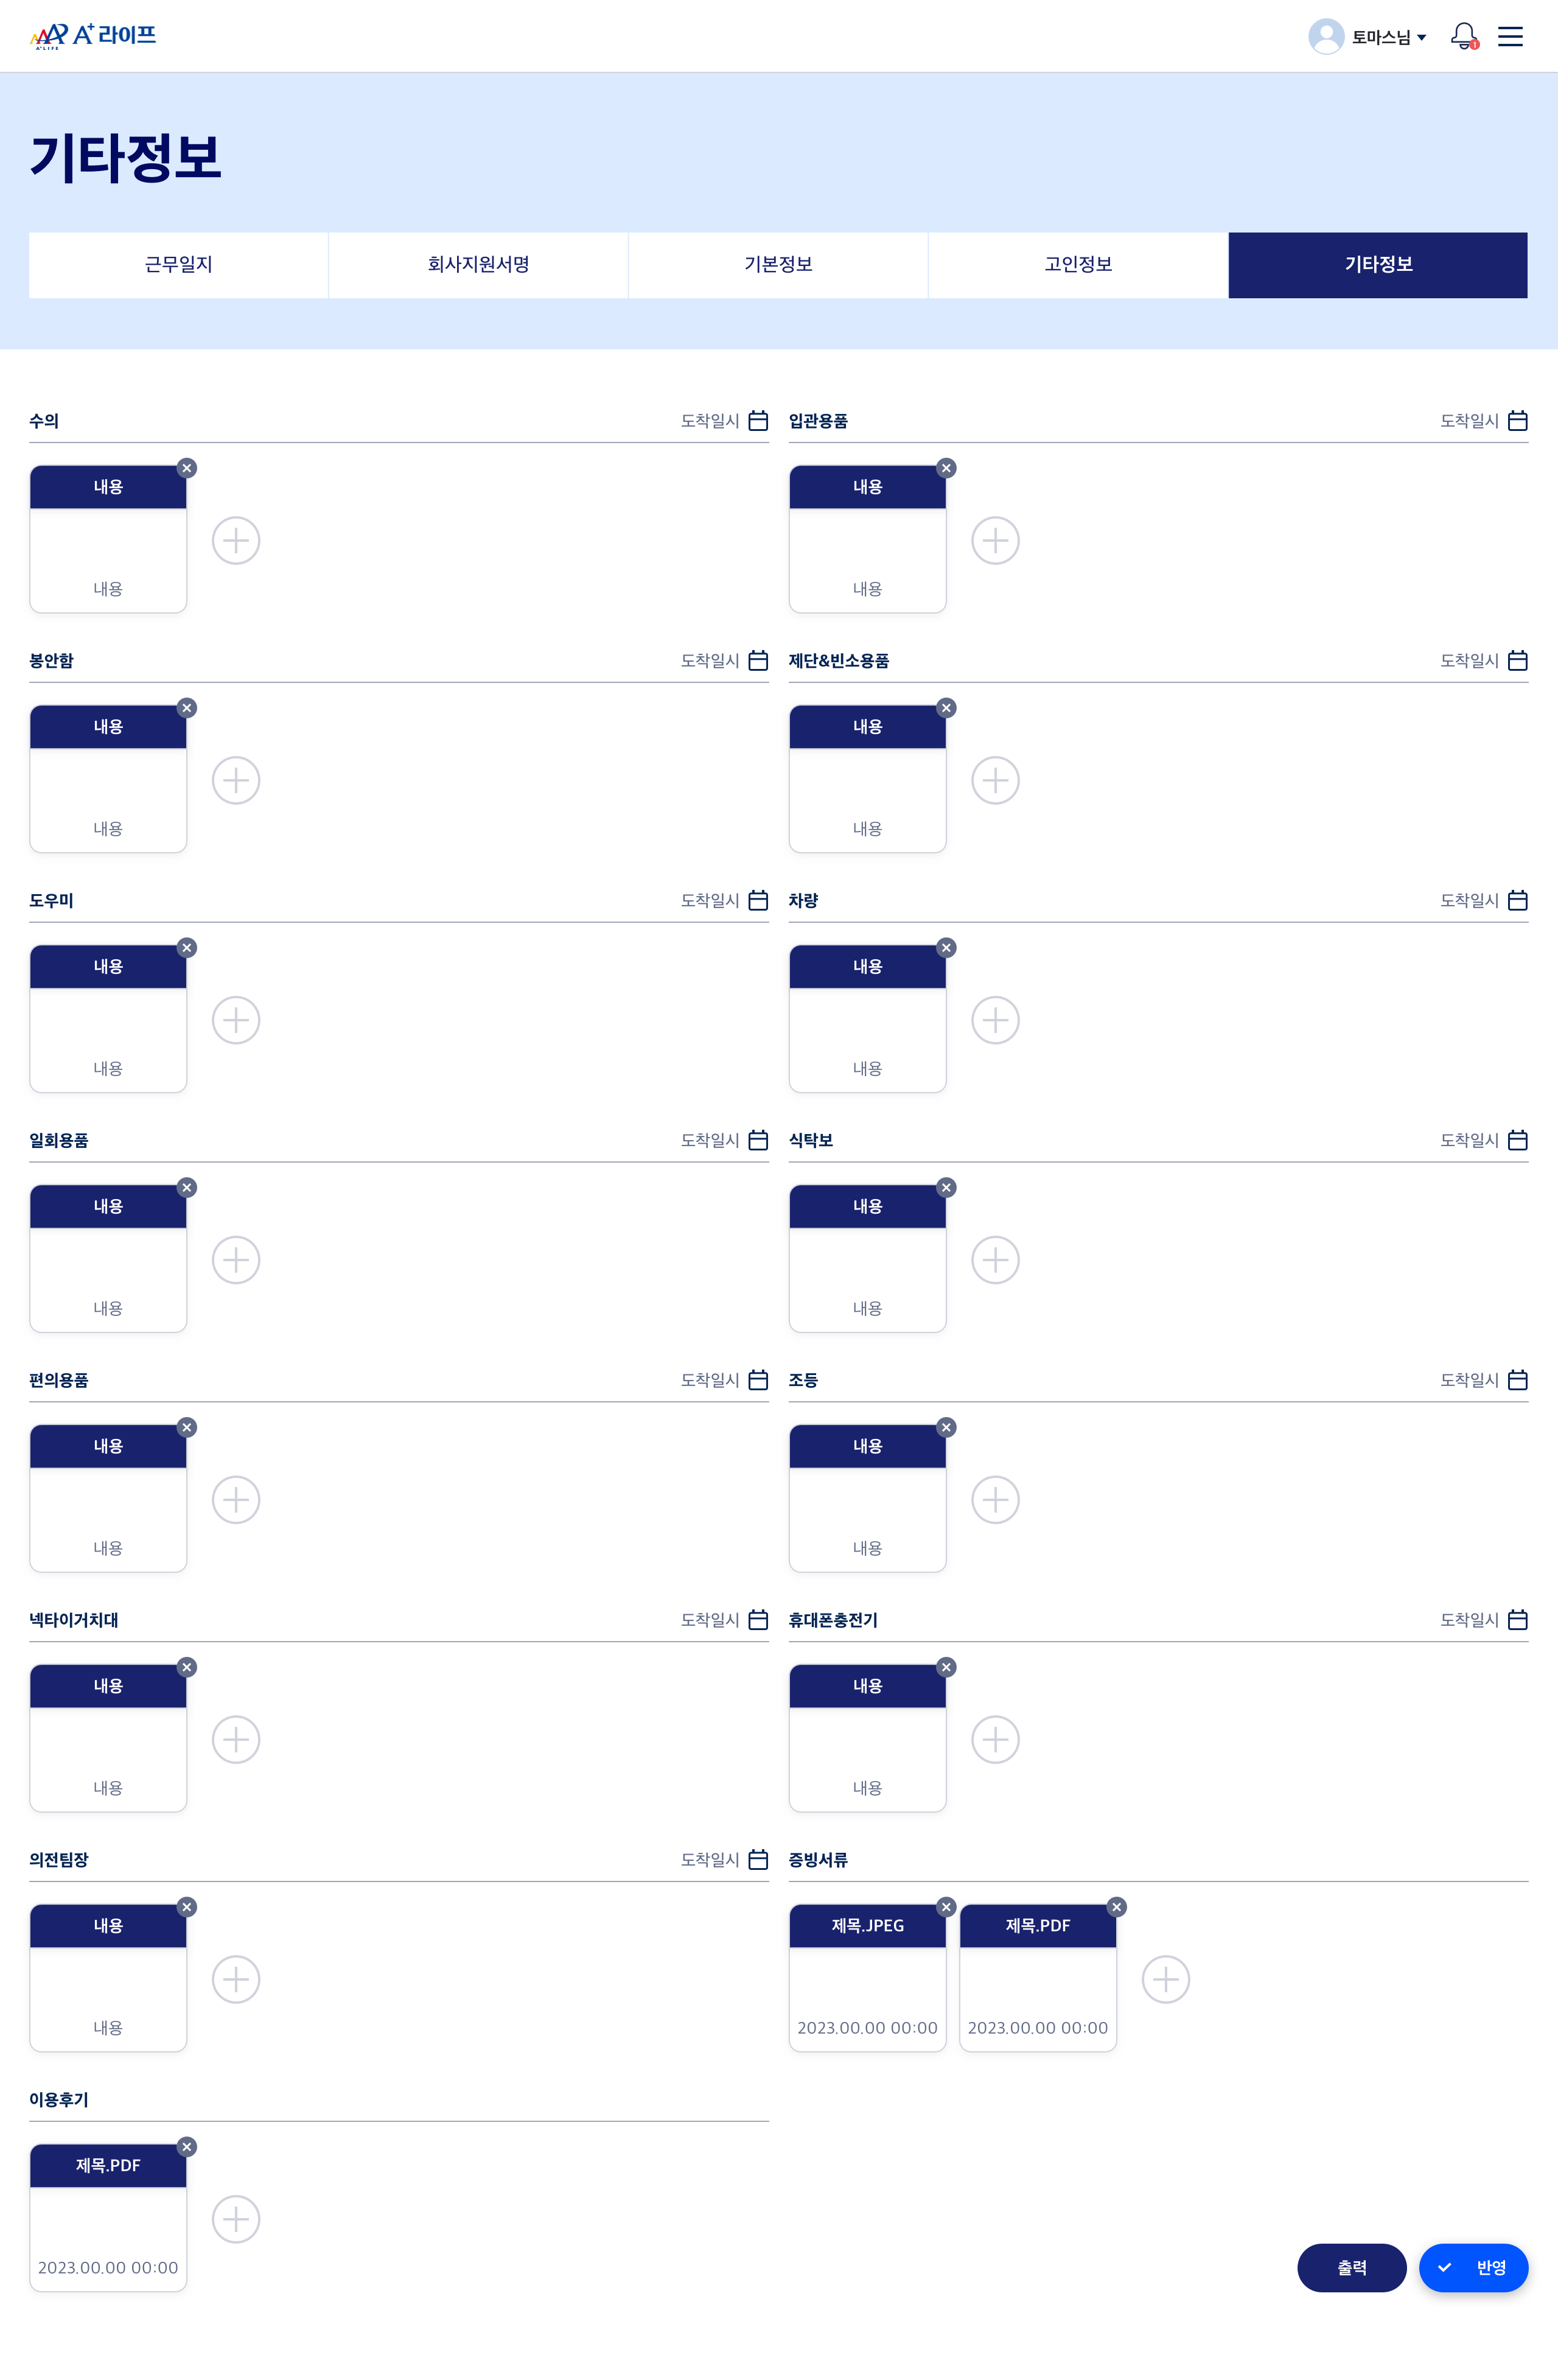 A+ LIFE A+ 라이프
토마스님
1
기타정보
근무일지 회사지원서명 기본정보 고인정보 기타정보
수의 도착일시
내용
내용
입관용품 도착일시
내용
내용
봉안함 도착일시
내용
내용
제단&빈소용품 도착일시
내용
내용
도우미 도착일시
내용
내용
차량 도착일시
내용
내용
일회용품 도착일시
내용
내용
식탁보 도착일시
내용
내용
편의용품 도착일시
내용
내용
조등 도착일시
내용
내용
넥타이거치대 도착일시
내용
내용
휴대폰충전기 도착일시
내용
내용
의전팀장 도착일시
내용
내용
증빙서류
제목.JPEG 제목.PDF
2023.00.00 00:00 2023.00.00 00:00
이용후기
제목.PDF
2023.00.00 00:00
출력 반영